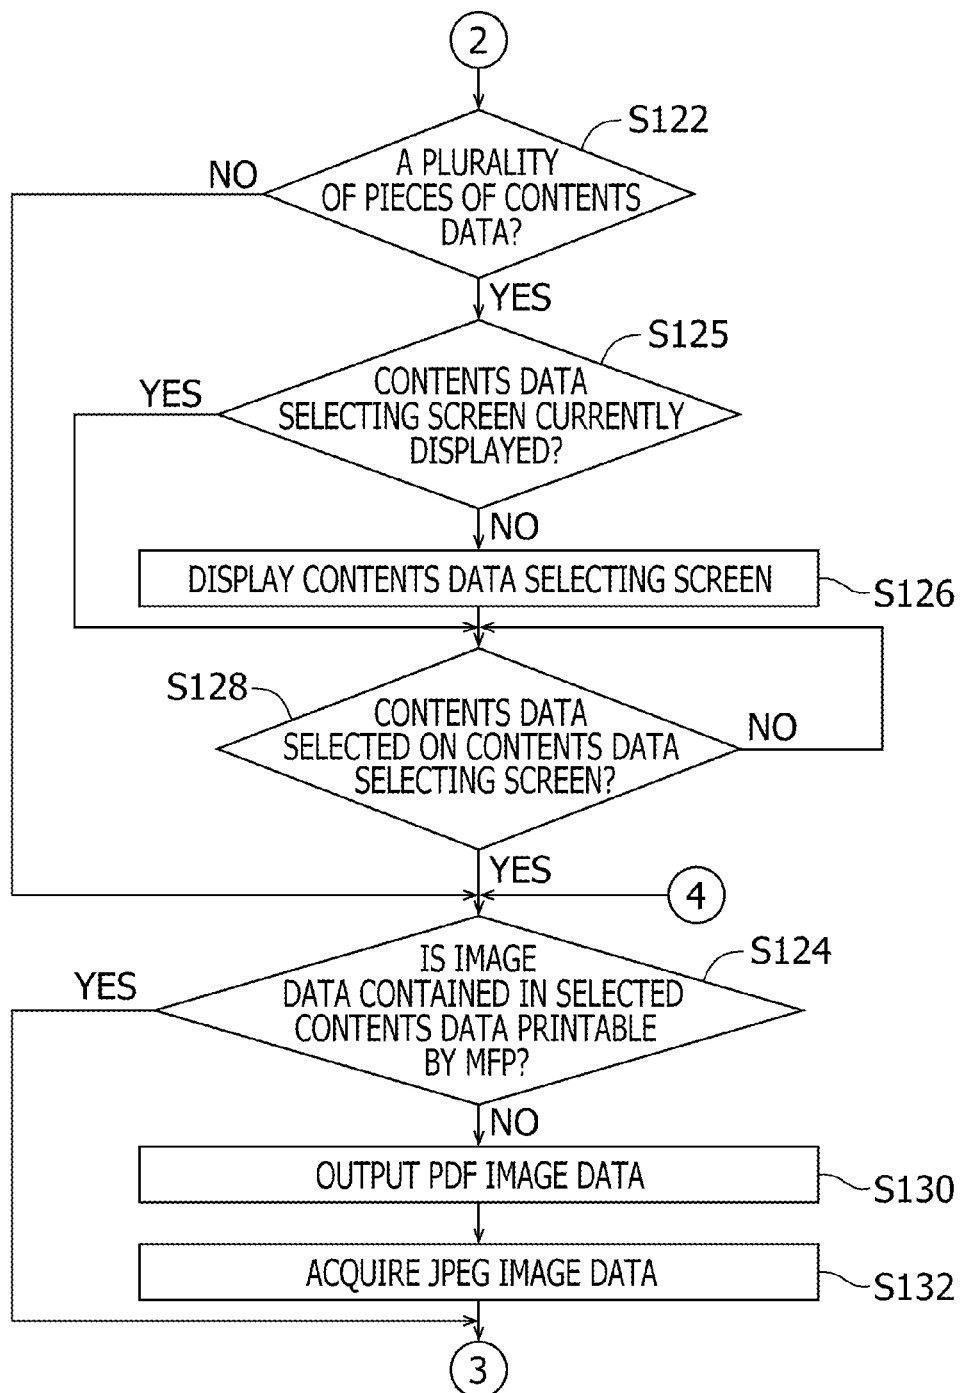 2
S122
A PLURALITY
OF PIECES OF CONTENTS
DATA?
NO
YES
S125
CONTENTS DATA
SELECTING SCREEN CURRENTLY
DISPLAYED?
YES
NO
DISPLAY CONTENTS DATA SELECTING SCREEN
S126
S128
CONTENTS DATA
SELECTED ON CONTENTS DATA
SELECTING SCREEN?
NO
YES
4
S124
IS IMAGE
DATA CONTAINED IN SELECTED
CONTENTS DATA PRINTABLE
BY MFP?
YES
NO
OUTPUT PDF IMAGE DATA
S130
ACQUIRE JPEG IMAGE DATA
S132
3